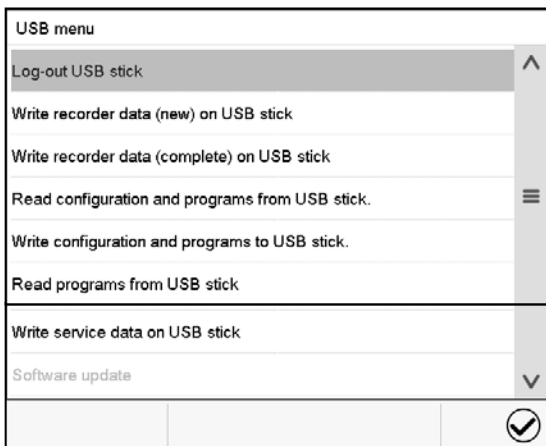 USB menu
Log-out USB stick
Write recorder data (new) on USB stick
Write recorder data (complete) on USB stick
Read configuration and programs from USB stick.
Write configuration and programs to USB stick.
Read programs from USB stick
Write service data on USB stick
Software update